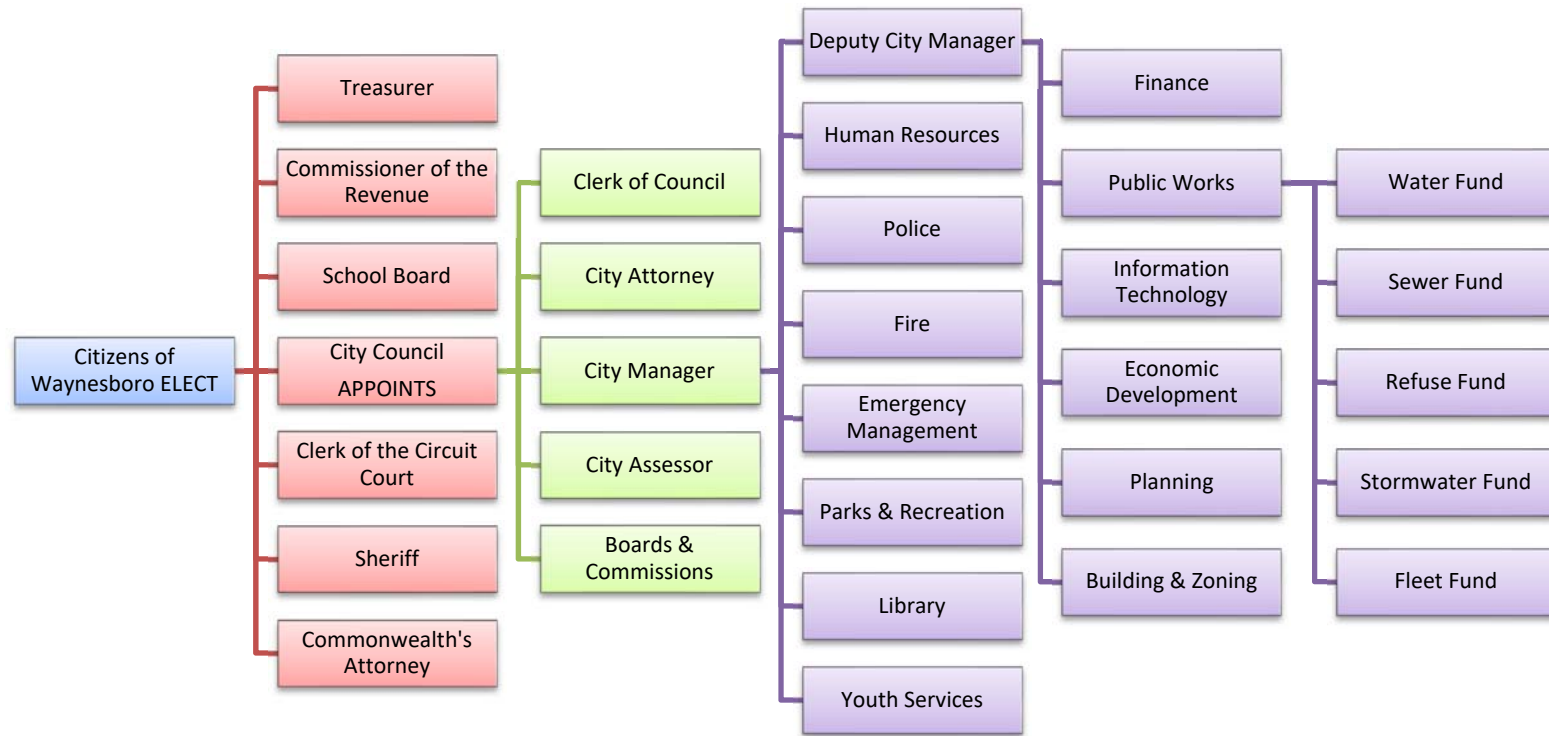 Citizens of
Waynesboro ELECT
Treasurer
Commissioner of the
Revenue
School Board
City Council
APPOINTS
Clerk of the Circuit
Court
Sheriff
Commonwealth's
Attorney
Clerk of Council
City Attorney
City Manager
City Assessor
Boards &
Commissions
Deputy City Manager
Human Resources
Police
Fire
Emergency
Management
Parks & Recreation
Library
Youth Services
Finance
Public Works
Information
Technology
Economic
Development
Planning
Building & Zoning
Water Fund
Sewer Fund
Refuse Fund
Stormwater Fund
Fleet Fund